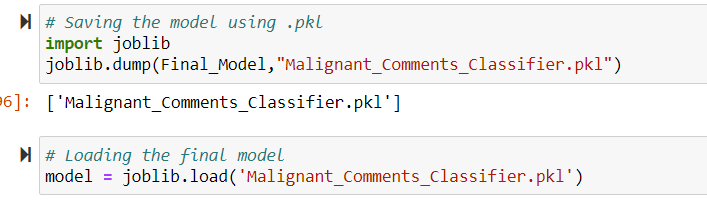 # Saving the model using .pkl
import joblib
joblib.dump(Final_Model,"Malignant_Comments_Classifier.pkl")
96]: ['Malignant_Comments_Classifier.pkl']
# Loading the final model
model = joblib.load('Malignant_Comments_Classifier.pkl')